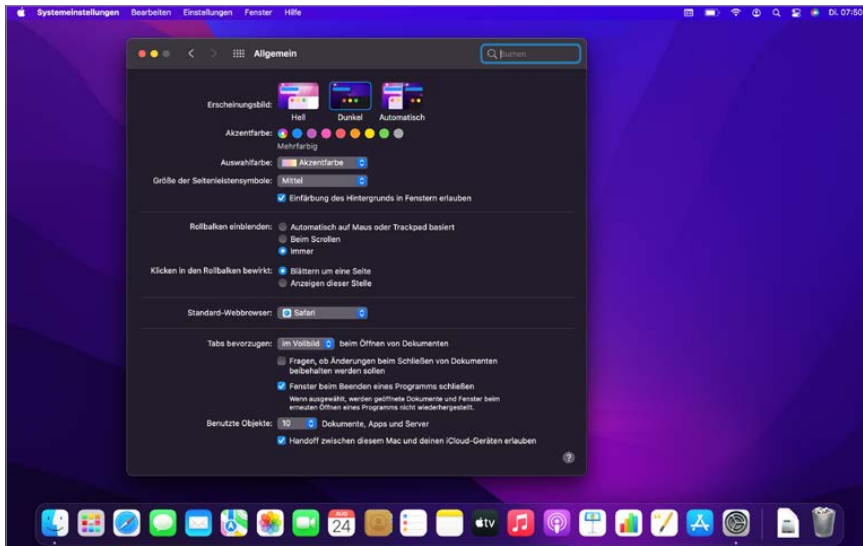 Systemeinstellungen Bearbeiten Einstellungen Fenster Hilfe Di. 07:50
Allgemein Suchen
Erscheinungsbild:
Hell Dunkel Automatisch
Akzentfarbe:
Mehrfarbig
Auswahlfarbe: Akzentfarbe
Größe der Seitenleistensymbole: Mittel
Einfärbung des Hintergrunds in Fenstern erlauben
Rollbalken einblenden: Automatisch auf Maus oder Trackpad basiert
Beim Scrollen
Immer
Klicken in den Rollbalken bewirkt: Blättern um eine Seite
Anzeigen dieser Stelle
Standard-Webbrowser: Safari
Tabs bevorzugen: im Vollbild beim Öffnen von Dokumenten
Fragen, ob Änderungen beim Schließen von Dokumenten
beibehalten werden sollen
Fenster beim Beenden eines Programms schließen
Wenn ausgewählt, werden geöffnete Dokumente und Fenster beim
erneuten Öffnen eines Programms nicht wiederhergestellt.
Benutzte Objekte: 10 Dokumente, Apps und Server
Handoff zwischen diesem Mac und deinen iCloud-Geräten erlauben
?
AUG
24
tv